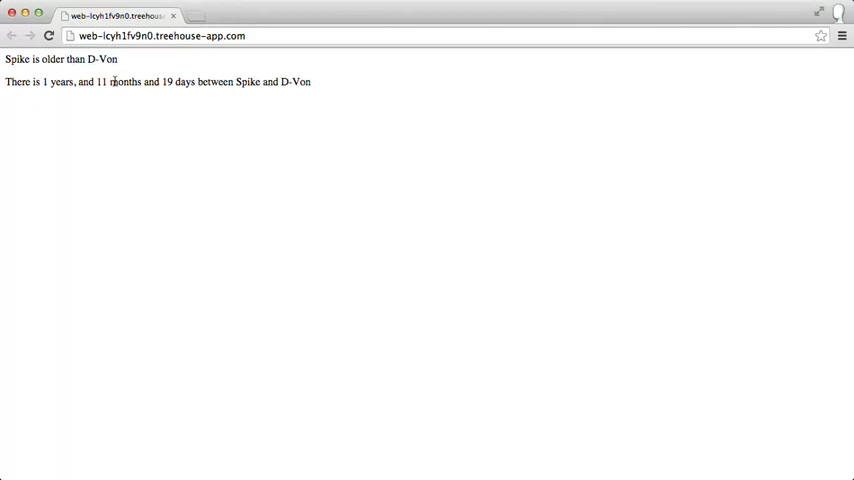 web-lcyh1fv9n0.treehouse
web-lcyh1fv9n0.treehouse-app.com
Spike is older than D-Von
There is 1 years, and 11 months and 19 days between Spike and D-Von